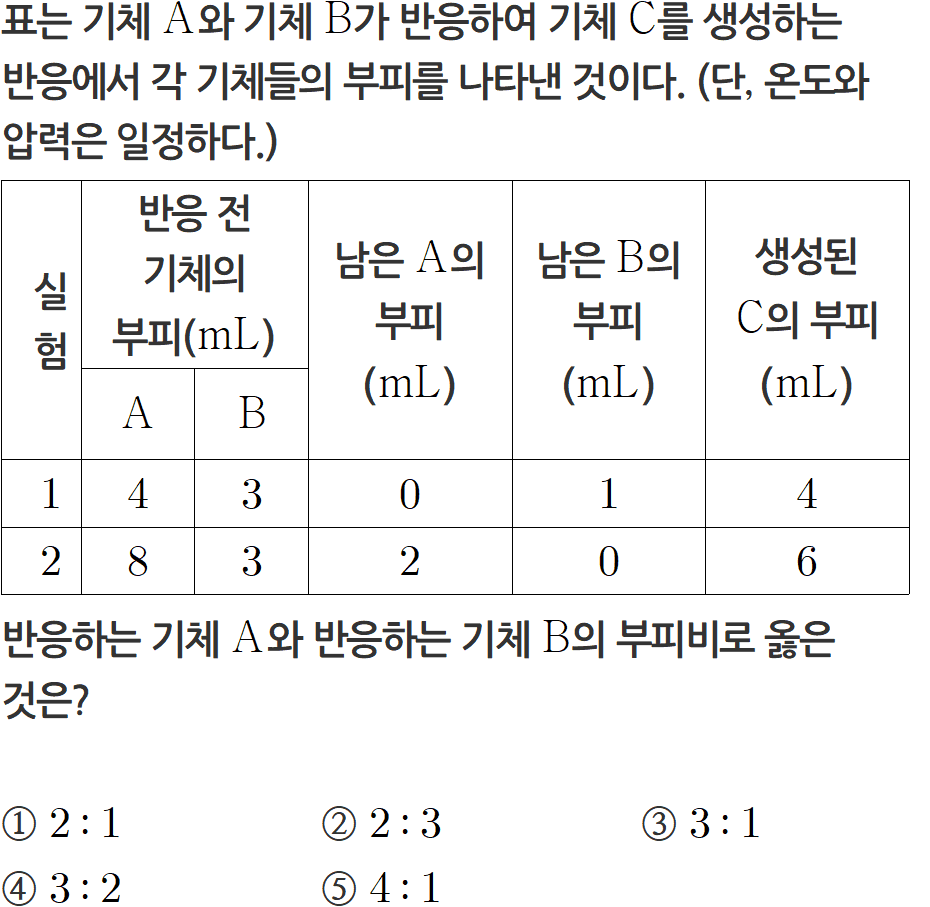 표는 기체 A와 기체 B가 반응하여 기체 C를 생성하는
반응에서 각 기체들의 부피를 나타낸 것이다. (단, 온도와
압력은 일정하다.)
실험 반응 전 기체의 부피(mL) 남은 A의 부피 (mL) 남은 B의 부피 (mL) 생성된 C의 부피 (mL)
A B
1 4 3 0 1 4
2 8 3 2 0 6
반응하는 기체 A와 반응하는 기체 B의 부피비로 옳은
것은?
① 2 : 1 ② 2 : 3 ③ 3 : 1
④ 3 : 2 ⑤ 4 : 1